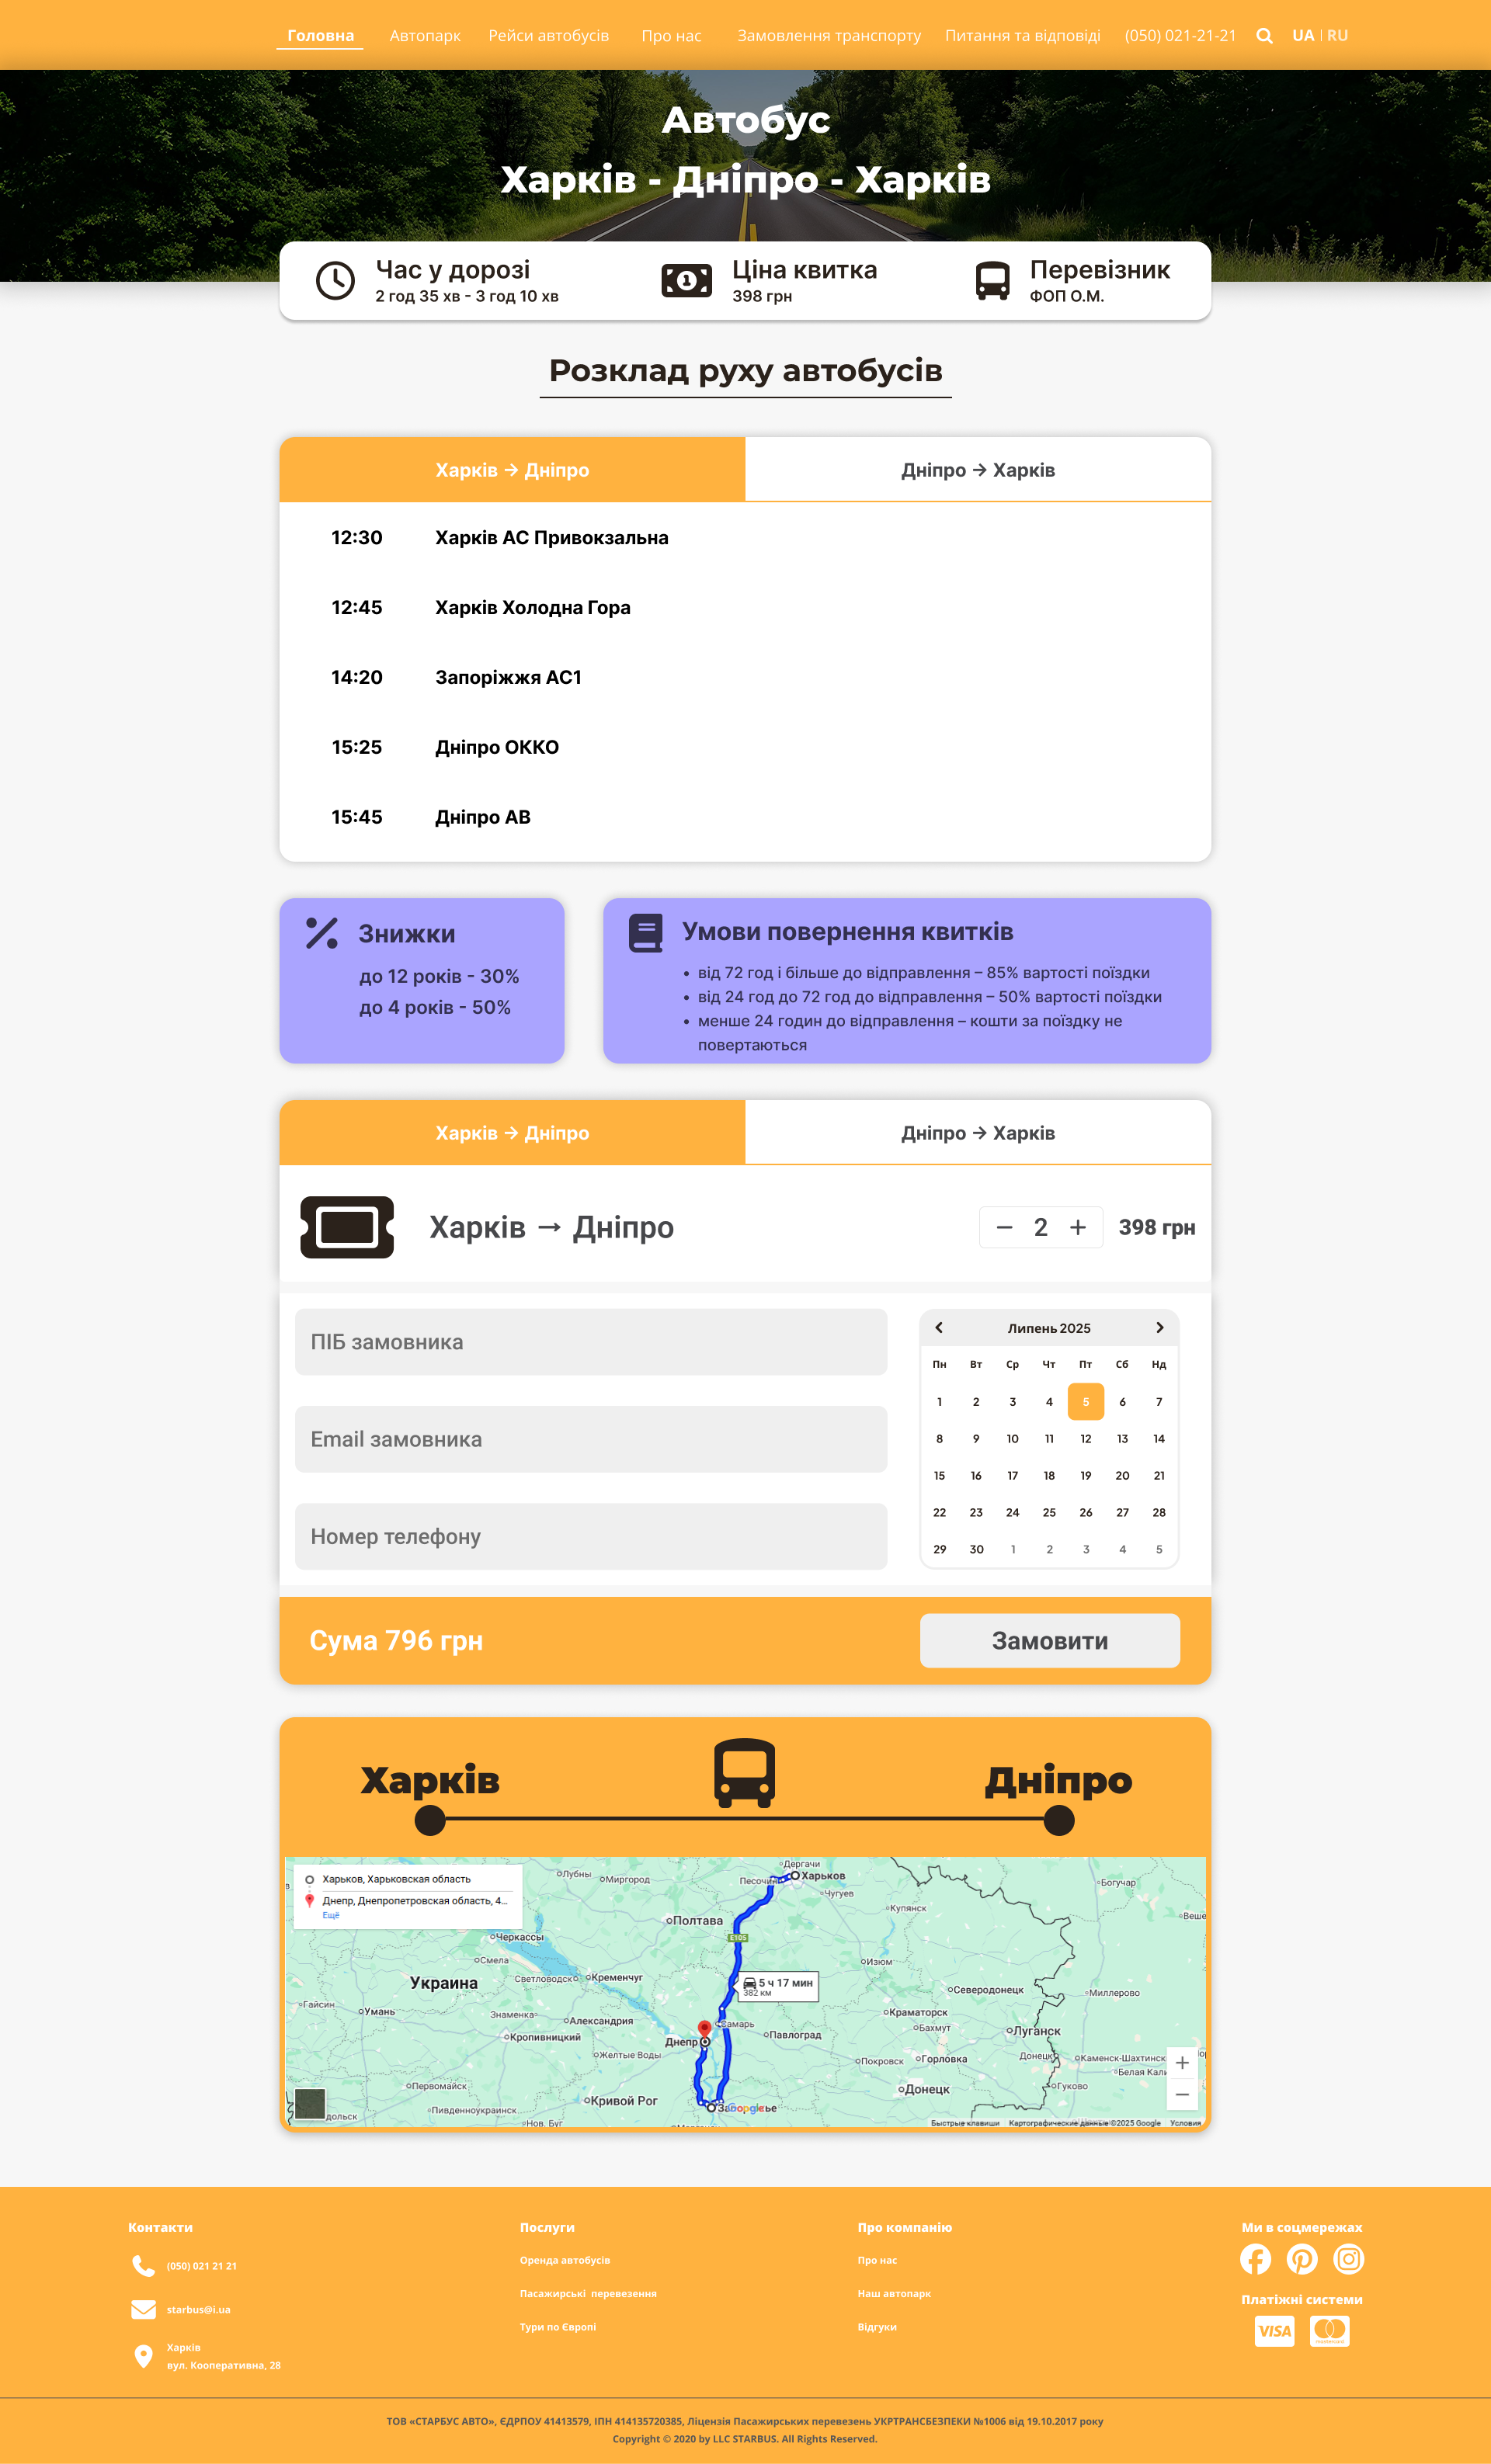 Головна Автопарк Рейси автобусів Про нас Замовлення транспорту Питання та відповіді (050) 021-21-21 UA | RU
Автобус
Харків - Дніпро - Харків
Час у дорозі
2 год 35 хв - 3 год 10 хв
Ціна квитка
398 грн
Перевізник
ФОП О.М.
Розклад руху автобусів
Харків → Дніпро
Дніпро → Харків
12:30 Харків АС Привокзальна
12:45 Харків Холодна Гора
14:20 Запоріжжя АС1
15:25 Дніпро ОККО
15:45 Дніпро АВ
Знижки
до 12 років - 30%
до 4 років - 50%
Умови повернення квитків
• від 72 год і більше до відправлення – 85% вартості поїздки
• від 24 год до 72 год до відправлення – 50% вартості поїздки
• менше 24 годин до відправлення – кошти за поїздку не
повертаються
Харків → Дніпро
Дніпро → Харків
Харків → Дніпро
− 2 +
398 грн
ПІБ замовника
Email замовника
Номер телефону
Липень 2025
Пн Вт Ср Чт Пт Сб Нд
1 2 3 4 5 6 7
8 9 10 11 12 13 14
15 16 17 18 19 20 21
22 23 24 25 26 27 28
29 30 1 2 3 4 5
Сума 796 грн
Замовити
Харків
Дніпро
Харьков, Харьковская область
Днепр, Днепропетровская область, 4...
Ещё
Лубны
Миргород
Дергачи
Песочин
Харьков
Чугуев
Богучар
Полтава
Купянск
Веше
E105
Черкассы
Смела
Изюм
Украина
Светловодск
Кременчуг
5 ч 17 мин
382 км
Северодонецк
Миллерово
Гайсин
Умань
Знаменка
Александрия
Самарь
Краматорск
Бахмут
Луганск
Кропивницкий
Днепр
Павлоград
Желтые Воды
Покровск
Горловка
Донецк
Каменск-Шахтинск
Белая Кали
Первомайск
Кривой Рог
Донецк
Гуково
Подольск
Пивденноукраинск
Нов. Буг
Google
Быстрые клавиши Картографические данные ©2025 Google Условия
Контакти
(050) 021 21 21
starbus@i.ua
Харків
вул. Кооперативна, 28
Послуги
Оренда автобусів
Пасажирські перевезення
Тури по Європі
Про компанію
Про нас
Наш автопарк
Відгуки
Ми в соцмережах
Платіжні системи
VISA
mastercard
ТОВ «СТАРБУС АВТО», ЄДРПОУ 41413579, ІПН 414135720385, Ліцензія Пасажирських перевезень УКРТРАНСБЕЗПЕКИ №1006 від 19.10.2017 року
Copyright © 2020 by LLC STARBUS. All Rights Reserved.